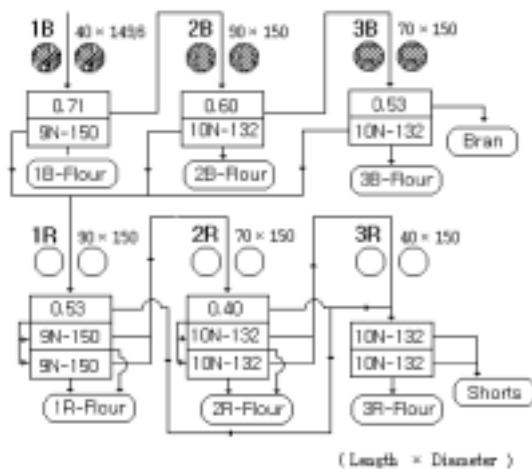 1B 40 × 149,6 2B 90 × 150 3B 70 × 150
0.71 0.60 0.53
9N-150 10N-132 10N-132
Bran
1B-Flour 2B-Flour 3B-Flour
1R 90 × 150 2R 70 × 150 3R 40 × 150
0.53 0.40
9N-150 10N-132 10N-132
9N-150 10N-132 10N-132
Shorts
1R-Flour 2R-Flour 3R-Flour
( Length × Diameter )